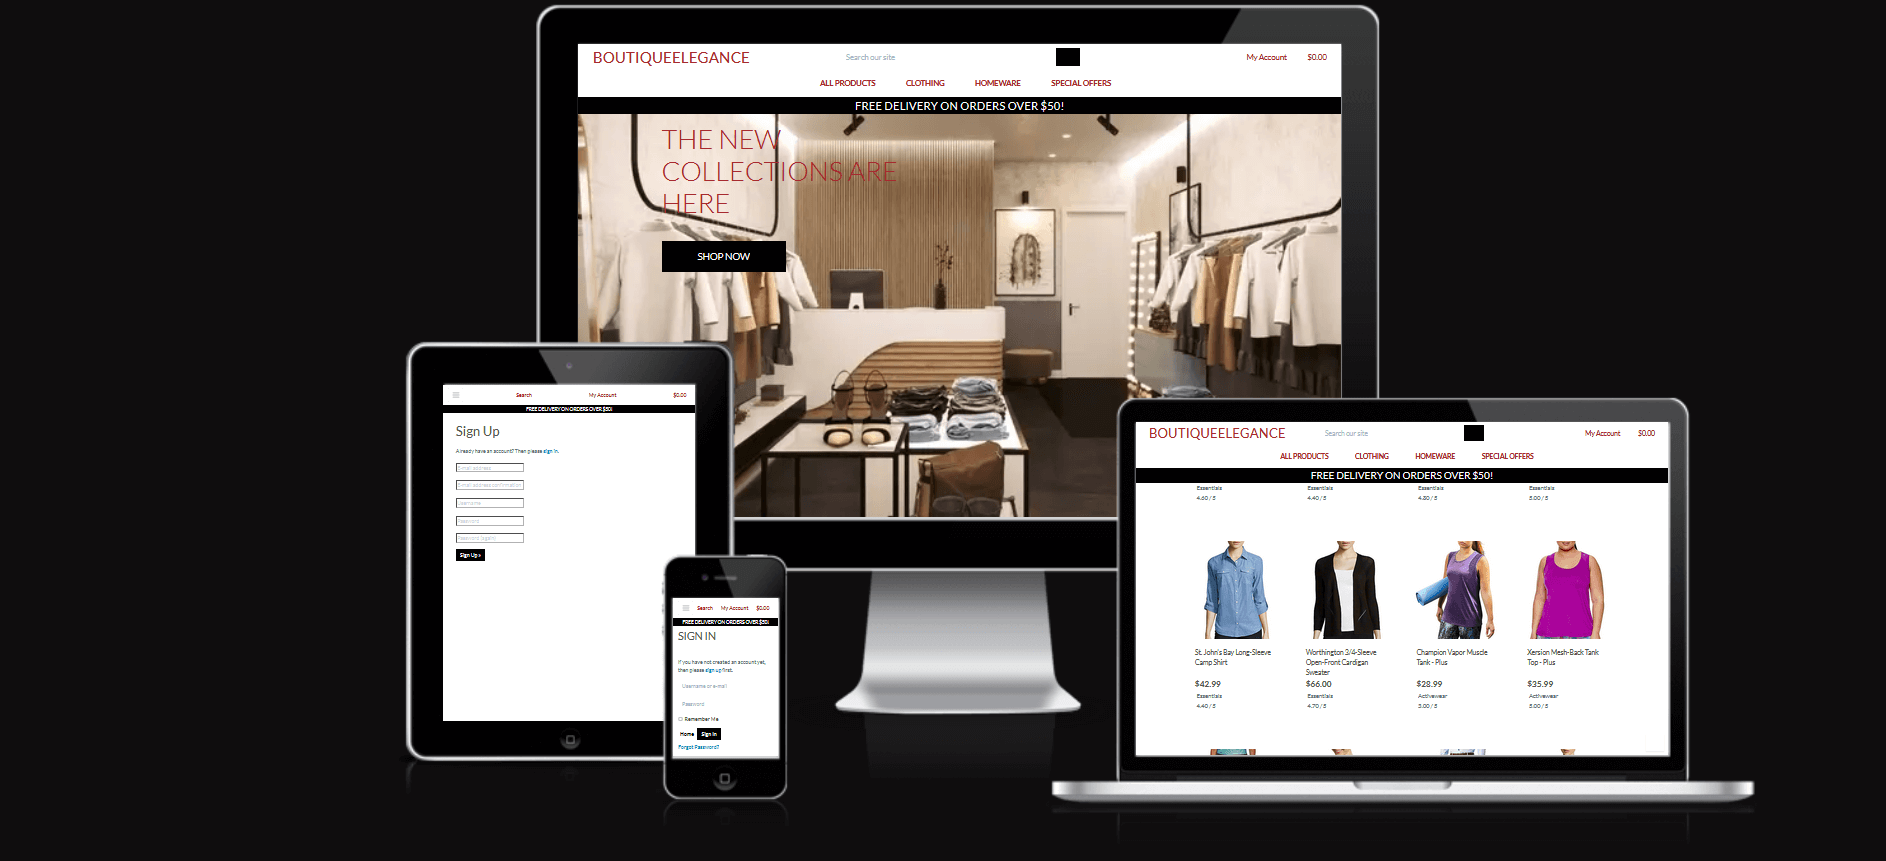 BOUTIQUEELEGANCE
Search our site
My Account
$0.00
ALL PRODUCTS CLOTHING HOMEWARE SPECIAL OFFERS
FREE DELIVERY ON ORDERS OVER $50!
THE NEW
COLLECTIONS ARE
HERE
SHOP NOW
Search My Account $0.00
FREE DELIVERY ON ORDERS OVER $50!
Sign Up
Already have an account? Then please sign in.
E-mail address
E-mail address confirmation
Username
Password
Password (again)
Sign Up »
Search My Account $0.00
FREE DELIVERY ON ORDERS OVER $50!
SIGN IN
If you have not created an account yet,
then please sign up first.
Username or e-mail
Password
Remember Me
Home Sign In
Forgot Password?
BOUTIQUEELEGANCE
Search our site
My Account
$0.00
ALL PRODUCTS CLOTHING HOMEWARE SPECIAL OFFERS
FREE DELIVERY ON ORDERS OVER $50!
Essentials Essentials Essentials Essentials
4.60 / 5 4.40 / 5 4.80 / 5 5.00 / 5
St. John's Bay Long-Sleeve
Camp Shirt
$42.99
Essentials
4.40 / 5
Worthington 3/4-Sleeve
Open-Front Cardigan
Sweater
$66.00
Essentials
4.70 / 5
Champion Vapor Muscle
Tank - Plus
$28.99
Activewear
3.00 / 5
Xersion Mesh-Back Tank
Top - Plus
$35.99
Activewear
5.00 / 5